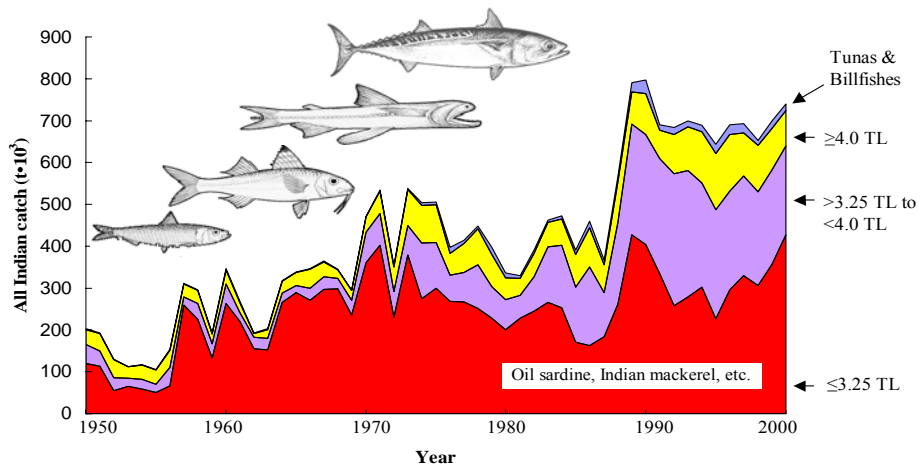 900
800
700
600
500
400
300
200
100
0
All Indian catch (t•10³)
1950
1960
1970
1980
1990
2000
Year
Tunas &
Billfishes
≥4.0 TL
>3.25 TL to
<4.0 TL
Oil sardine, Indian mackerel, etc.
≤3.25 TL